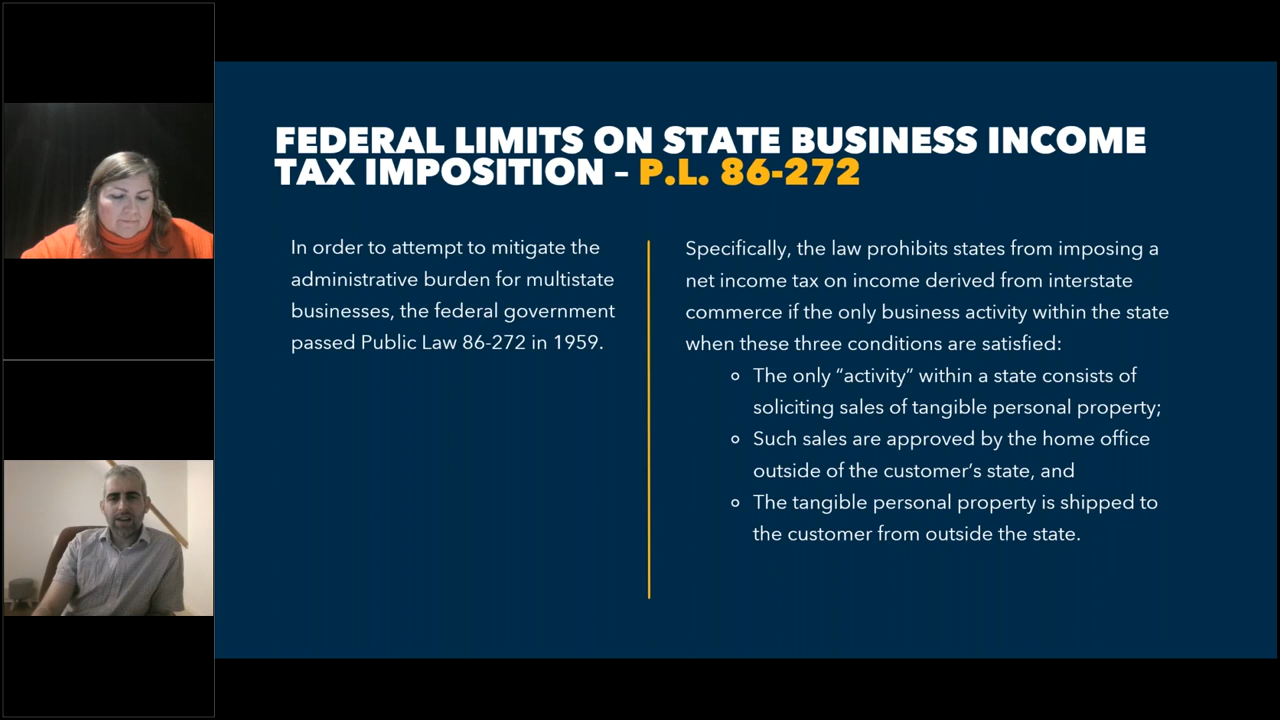 FEDERAL LIMITS ON STATE BUSINESS INCOME
TAX IMPOSITION – P.L. 86-272
In order to attempt to mitigate the
administrative burden for multistate
businesses, the federal government
passed Public Law 86-272 in 1959.
Specifically, the law prohibits states from imposing a
net income tax on income derived from interstate
commerce if the only business activity within the state
when these three conditions are satisfied:
The only “activity” within a state consists of
soliciting sales of tangible personal property;
Such sales are approved by the home office
outside of the customer’s state, and
The tangible personal property is shipped to
the customer from outside the state.